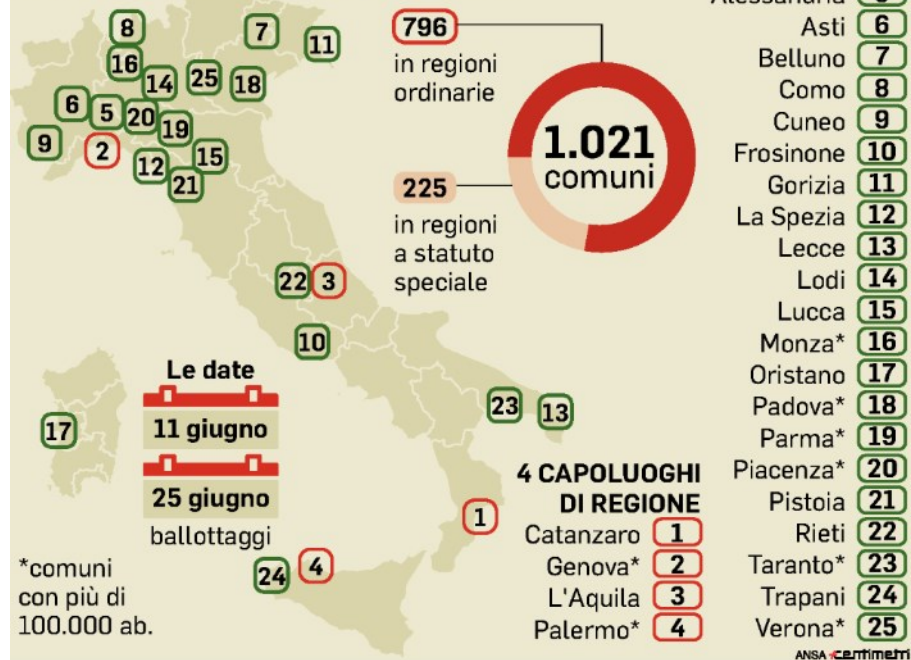 8
7
11
16
14
25
18
6
5
20
19
9
2
12
15
21
22
3
10
17
23
13
1
24
4
796
in regioni
ordinarie
1.021
comuni
225
in regioni
a statuto
speciale
Le date
11 giugno
25 giugno
ballottaggi
*comuni
con più di
100.000 ab.
4 CAPOLUOGHI
DI REGIONE
Catanzaro 1
Genova* 2
L'Aquila 3
Palermo* 4
Alessandria 5
Asti 6
Belluno 7
Como 8
Cuneo 9
Frosinone 10
Gorizia 11
La Spezia 12
Lecce 13
Lodi 14
Lucca 15
Monza* 16
Oristano 17
Padova* 18
Parma* 19
Piacenza* 20
Pistoia 21
Rieti 22
Taranto* 23
Trapani 24
Verona* 25
ANSA centimetri